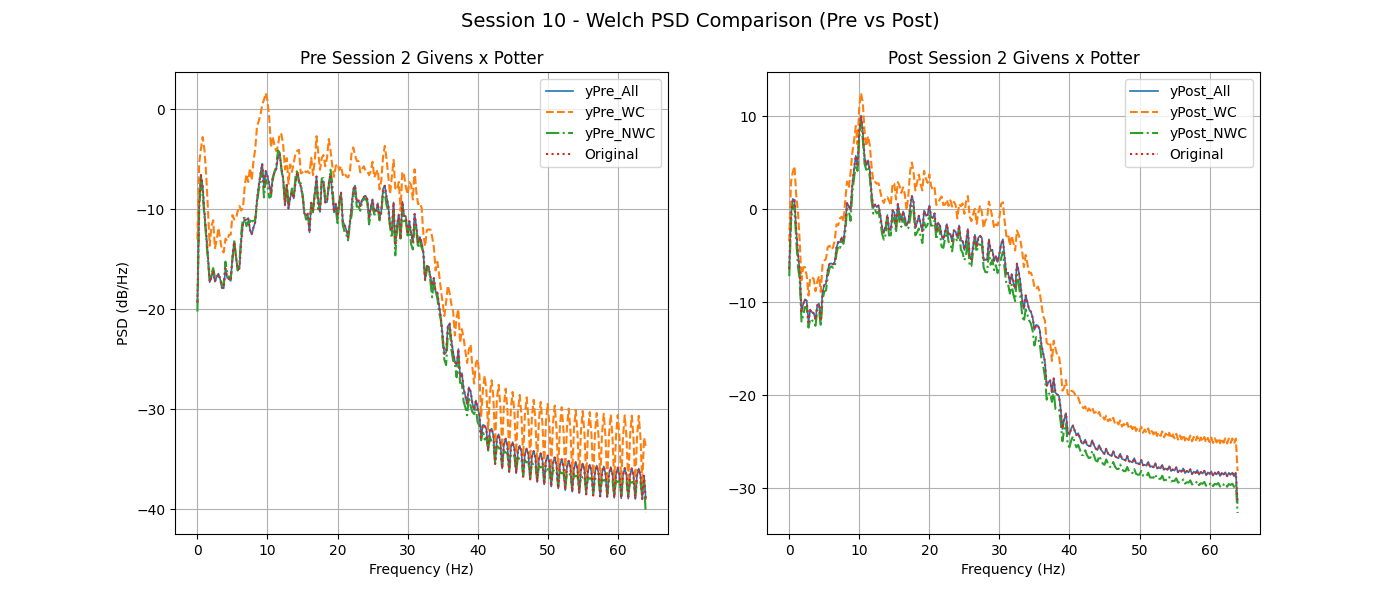 Session 10 - Welch PSD Comparison (Pre vs Post)
Pre Session 2 Givens x Potter
yPre_All
yPre_WC
yPre_NWC
Original
0
−10
−20
−30
−40
PSD (dB/Hz)
0 10 20 30 40 50 60
Frequency (Hz)
Post Session 2 Givens x Potter
yPost_All
yPost_WC
yPost_NWC
Original
10
0
−10
−20
−30
0 10 20 30 40 50 60
Frequency (Hz)